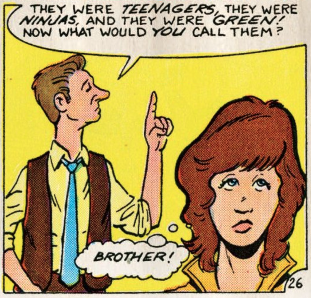 THEY WERE TEENAGERS, THEY WERE
NINJAS, AND THEY WERE GREEN!
NOW WHAT WOULD YOU CALL THEM?
BROTHER!
26